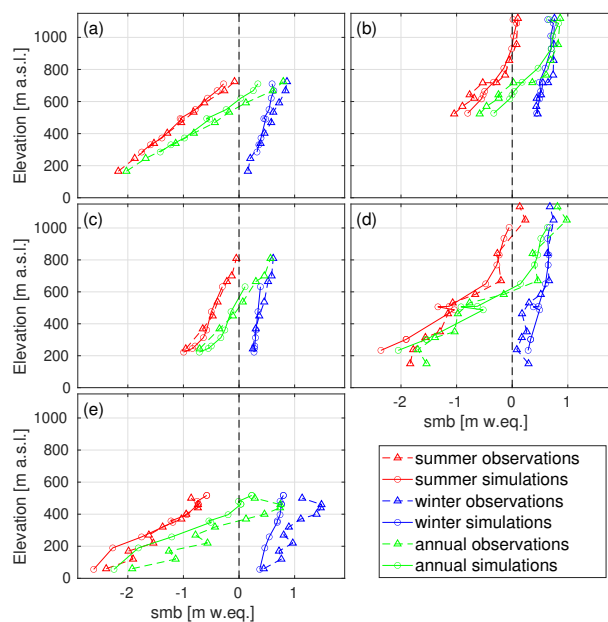 (a)
(b)
1000
800
600
400
200
0
Elevation [m a.s.l.]
(c)
(d)
1000
800
600
400
200
0
Elevation [m a.s.l.]
-2
-1
0
1
smb [m w.eq.]
(e)
1000
800
600
400
200
0
Elevation [m a.s.l.]
-2
-1
0
1
smb [m w.eq.]
summer observations
summer simulations
winter observations
winter simulations
annual observations
annual simulations